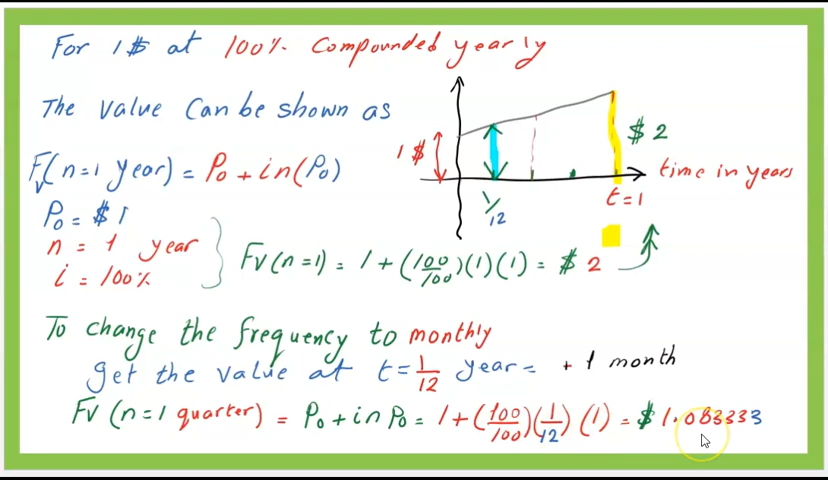 For 1$ at 100% Compounded yearly
The value Can be shown as
1$
$ 2
time in years
1/12
t=1
Fv(n=1 year) = P₀ + in(P₀)
P₀ = $ 1
n = 1 year
i = 100%
Fv(n=1) = 1 + (100/100)(1)(1) = $ 2
To change the frequency to monthly
get the value at t = 1/12 year = + 1 month
Fv (n=1 quarter) = P₀ + in P₀ = 1 + (100/100)(1/12)(1) = $ 1.083333